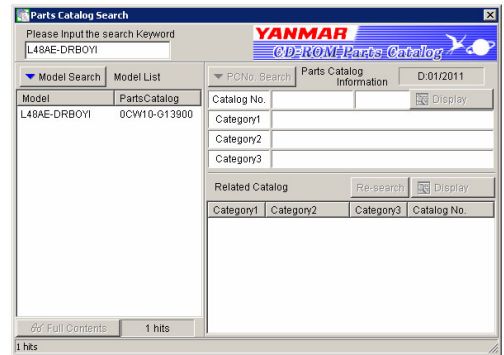 Parts Catalog Search
Please Input the search Keyword
L48AE-DRBOYI
YANMAR
CD-ROM Parts Catalog
Model Search
Model List
Model
PartsCatalog
L48AE-DRBOYI
0CW10-G13900
Full Contents
1 hits
PCNo. Search
Parts Catalog
Information
D:01/2011
Catalog No.
Display
Category1
Category2
Category3
Related Catalog
Re-search
Display
Category1
Category2
Category3
Catalog No.
1 hits